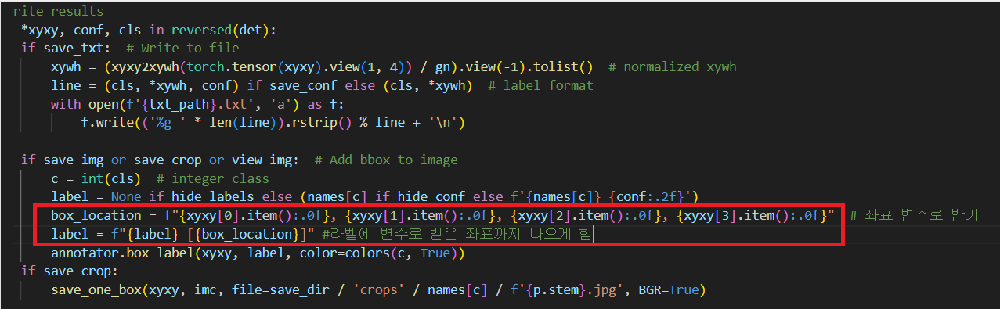 rite results
*xyxy, conf, cls in reversed(det):
if save_txt:  # Write to file
xywh = (xyxy2xywh(torch.tensor(xyxy).view(1, 4)) / gn).view(-1).tolist()  # normalized xywh
line = (cls, *xywh, conf) if save_conf else (cls, *xywh)  # label format
with open(f'{txt_path}.txt', 'a') as f:
f.write(('%g ' * len(line)).rstrip() % line + '\n')
if save_img or save_crop or view_img:  # Add bbox to image
c = int(cls)  # integer class
label = None if hide_labels else (names[c] if hide_conf else f'{names[c]} {conf:.2f}')
box_location = f"{xyxy[0].item():.0f}, {xyxy[1].item():.0f}, {xyxy[2].item():.0f}, {xyxy[3].item():.0f}"  # 좌표 변수로 받기
label = f"{label} [{box_location}]" #라벨에 변수로 받은 좌표까지 나오게 함
annotator.box_label(xyxy, label, color=colors(c, True))
if save_crop:
save_one_box(xyxy, imc, file=save_dir / 'crops' / names[c] / f'{p.stem}.jpg', BGR=True)